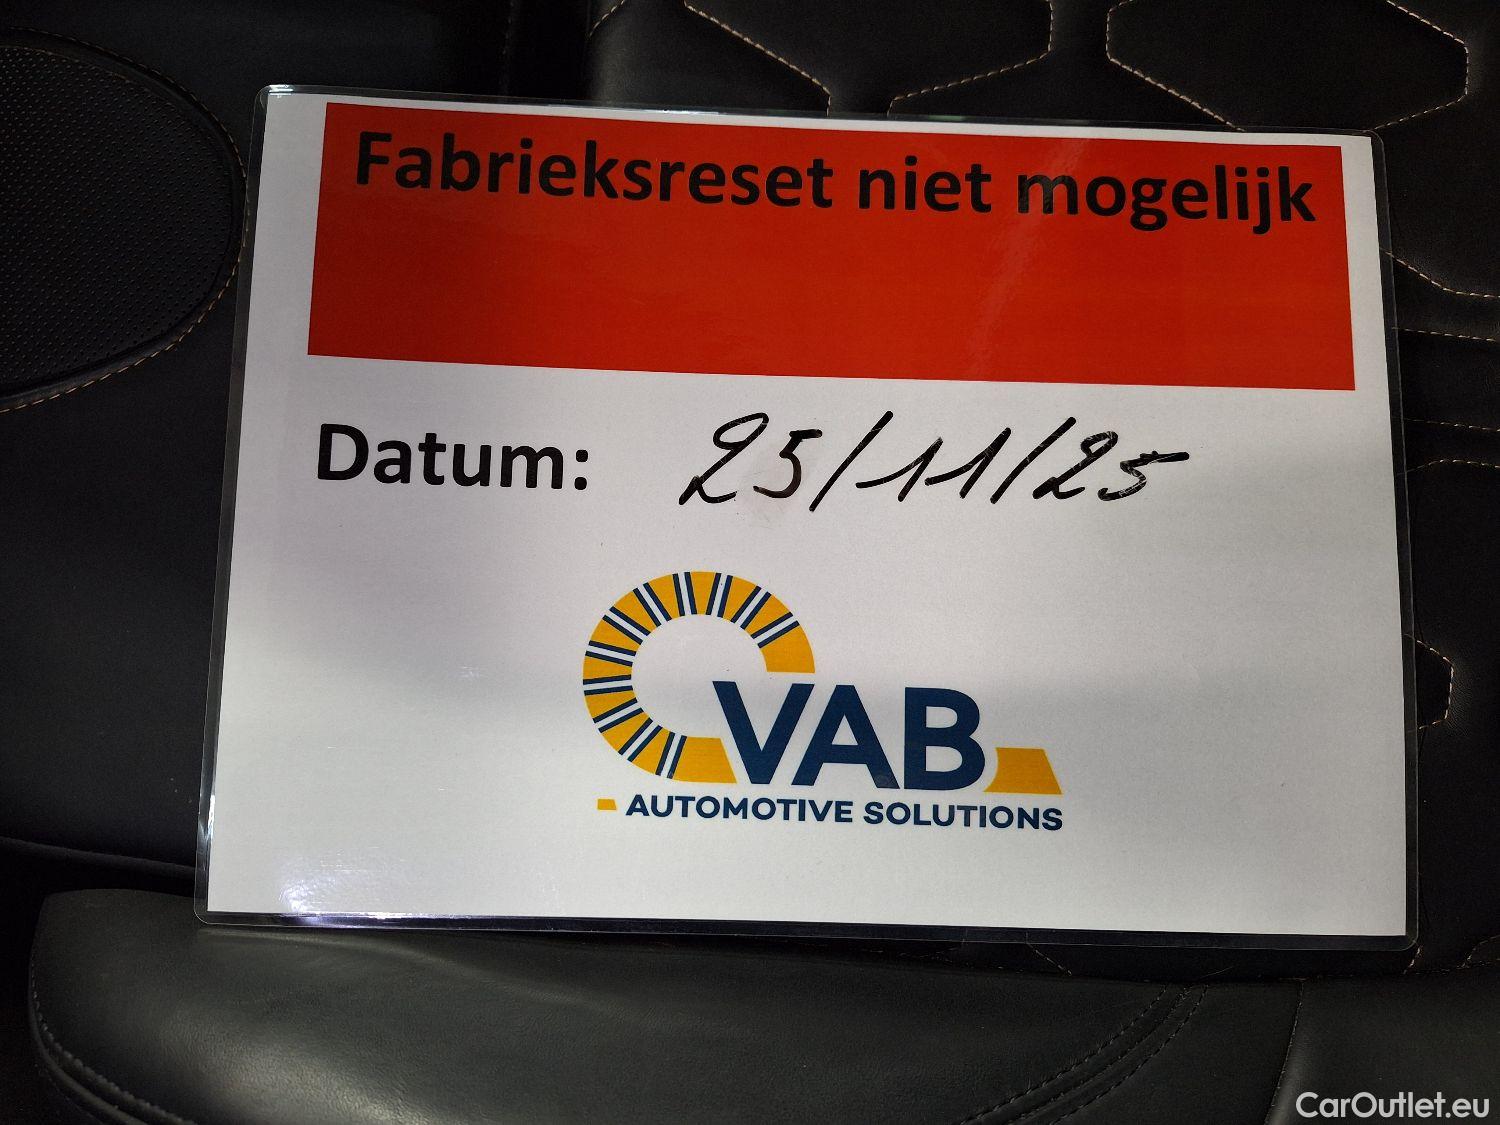 Fabrieksreset niet mogelijk
Datum: 25/11/25
VAB
AUTOMOTIVE SOLUTIONS
CarOutlet.eu